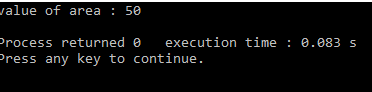 value of area : 50
Process returned 0   execution time : 0.083 s
Press any key to continue.